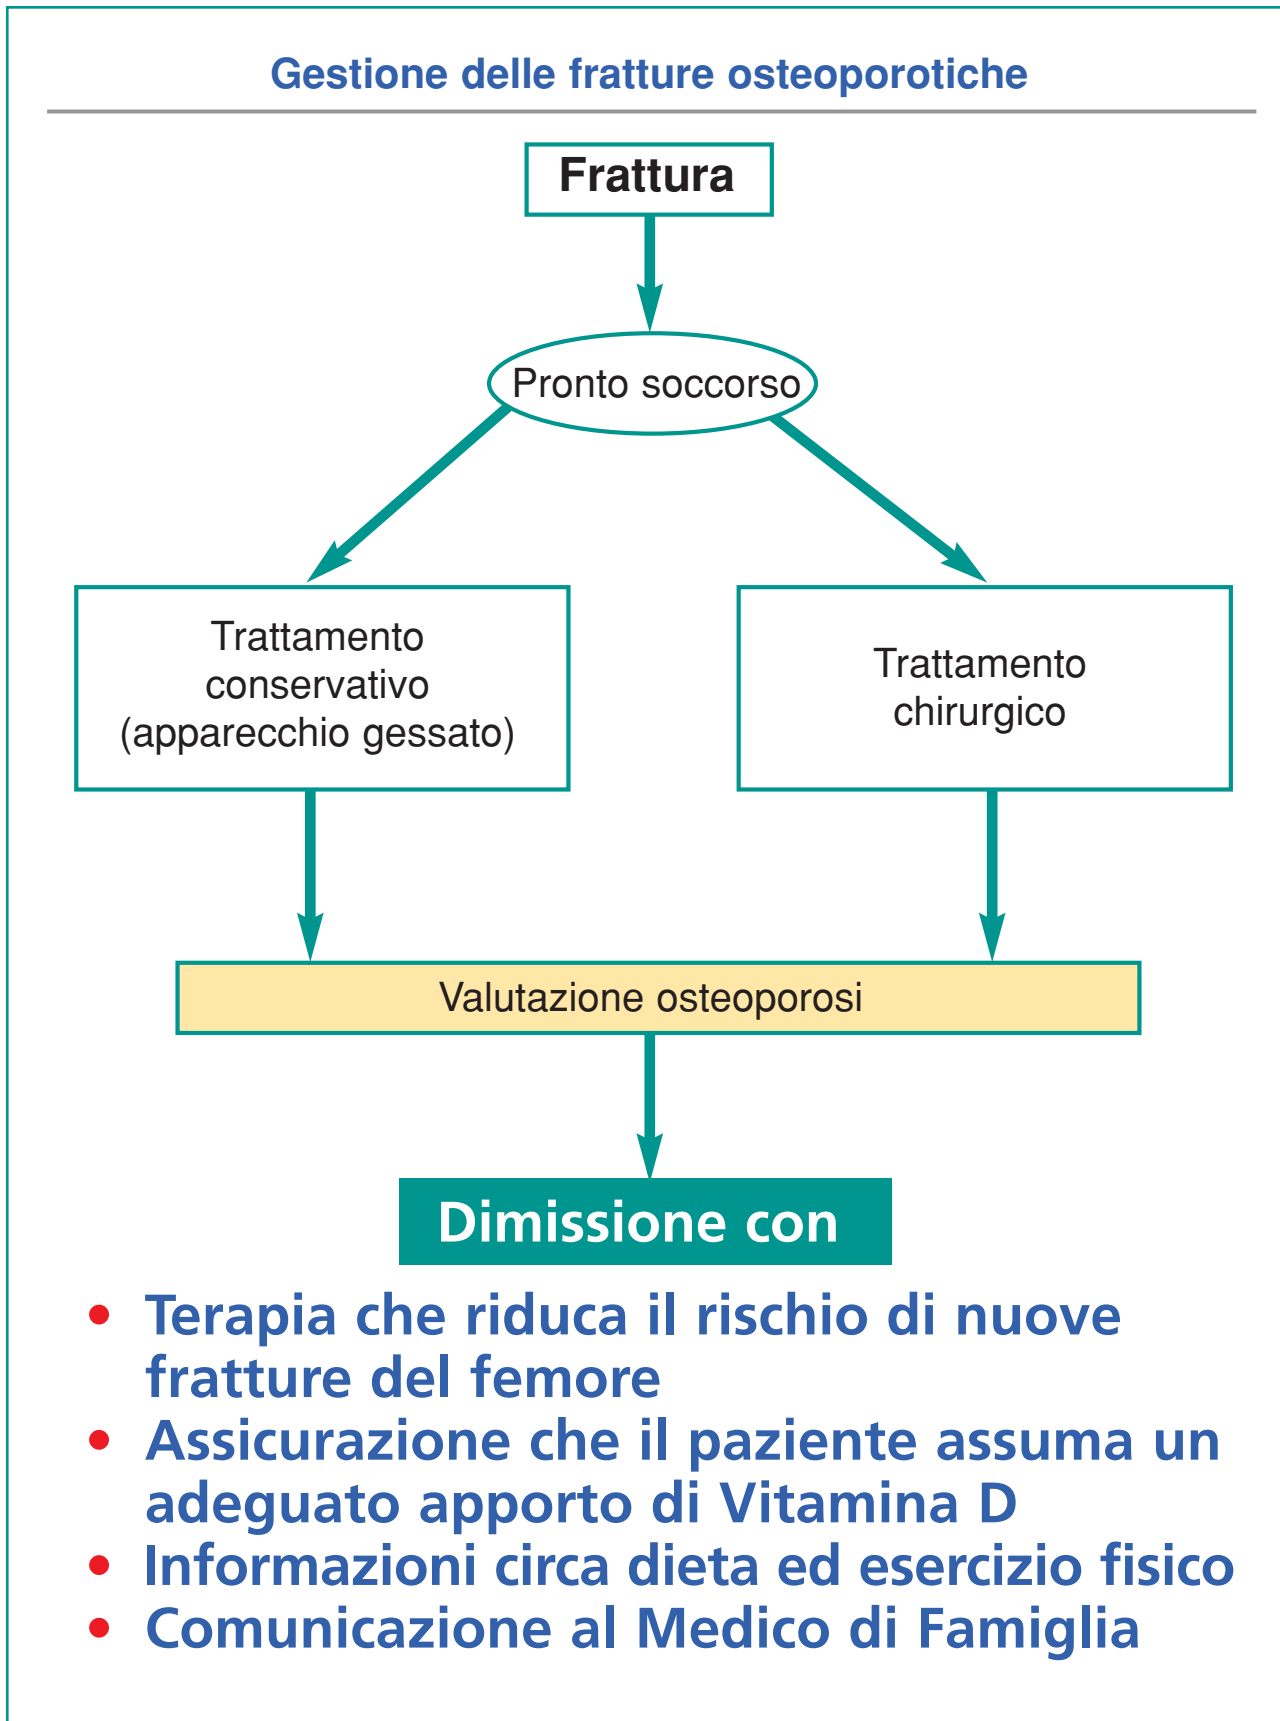 Gestione delle fratture osteoporotiche
Frattura
Pronto soccorso
Trattamento
conservativo
(apparecchio gessato)
Trattamento
chirurgico
Valutazione osteoporosi
Dimissione con
• Terapia che riduca il rischio di nuove
fratture del femore
• Assicurazione che il paziente assuma un
adeguato apporto di Vitamina D
• Informazioni circa dieta ed esercizio fisico
• Comunicazione al Medico di Famiglia